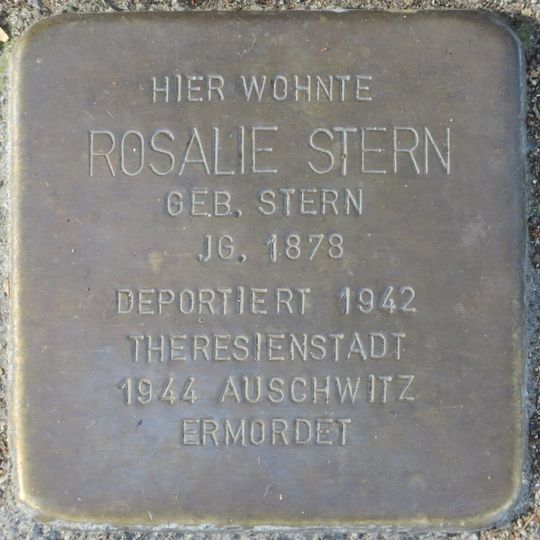 HIER WOHNTE
ROSALIE STERN
GEB. STERN
JG. 1878
DEPORTIERT 1942
THERESIENSTADT
1944 AUSCHWITZ
ERMORDET